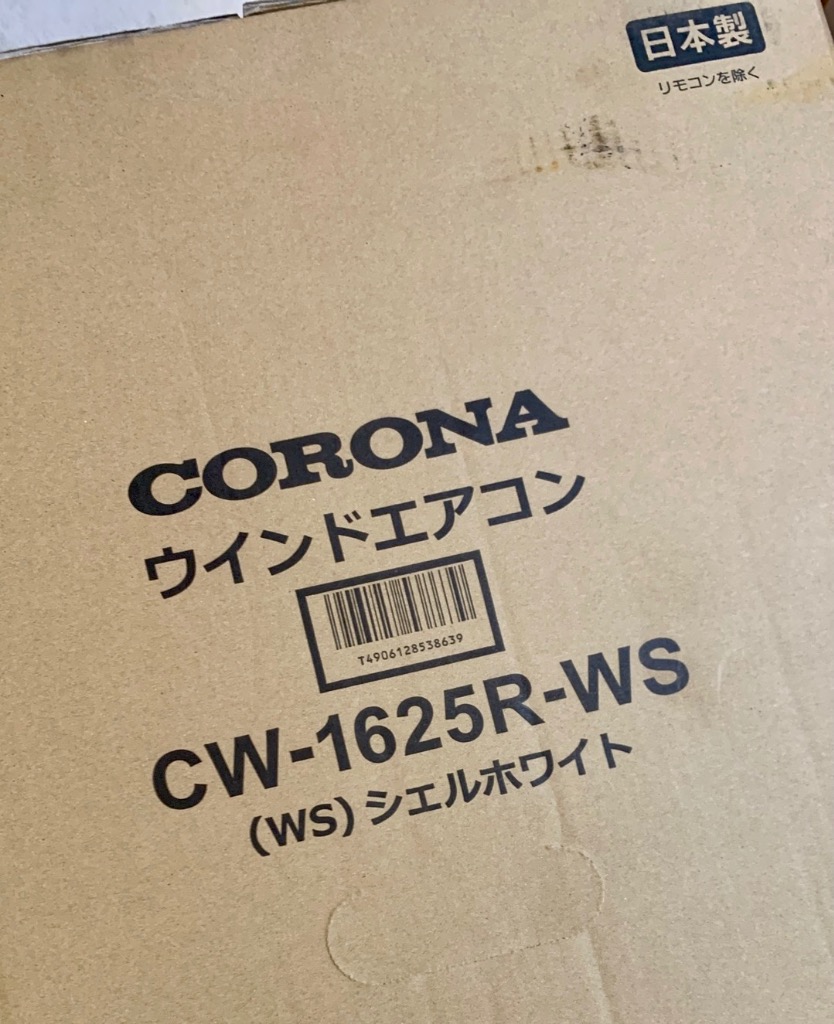 日本製
リモコンを除く
CORONA
ウインドエアコン
T4906128538639
CW-1625R-WS
(WS)シェルホワイト